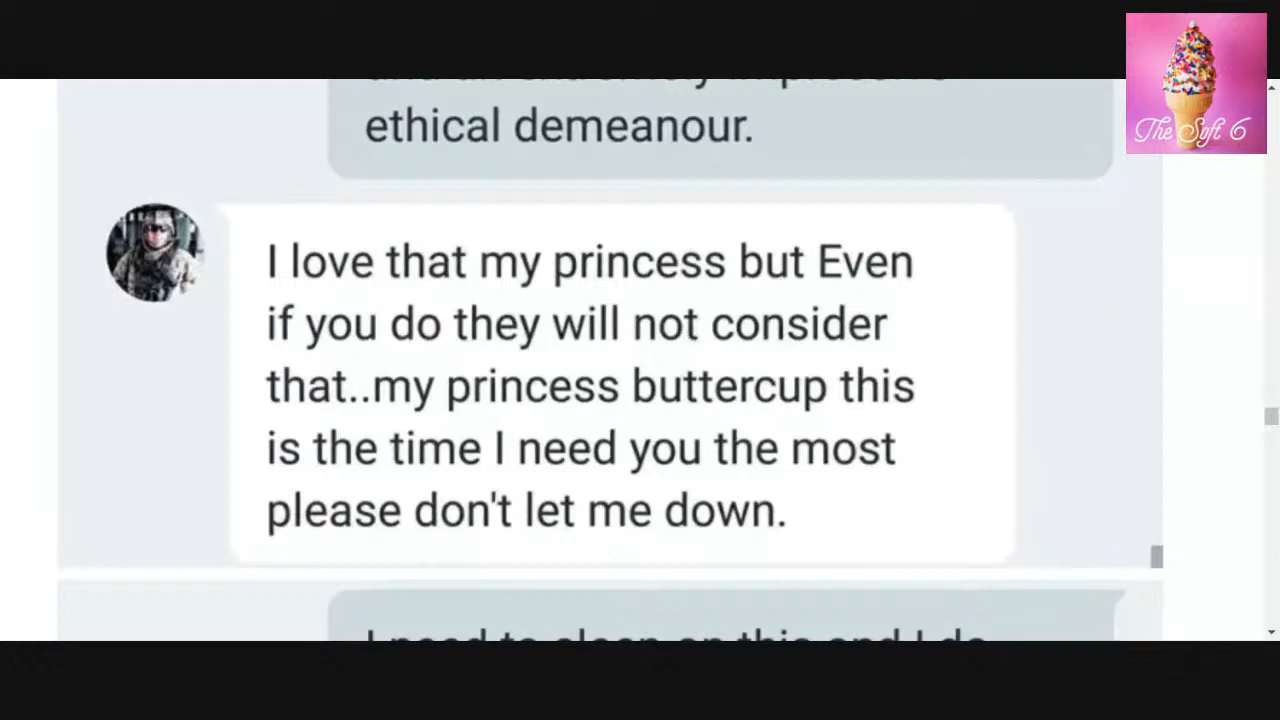 ethical demeanour.
The Soft 6
I love that my princess but Even
if you do they will not consider
that..my princess buttercup this
is the time I need you the most
please don't let me down.